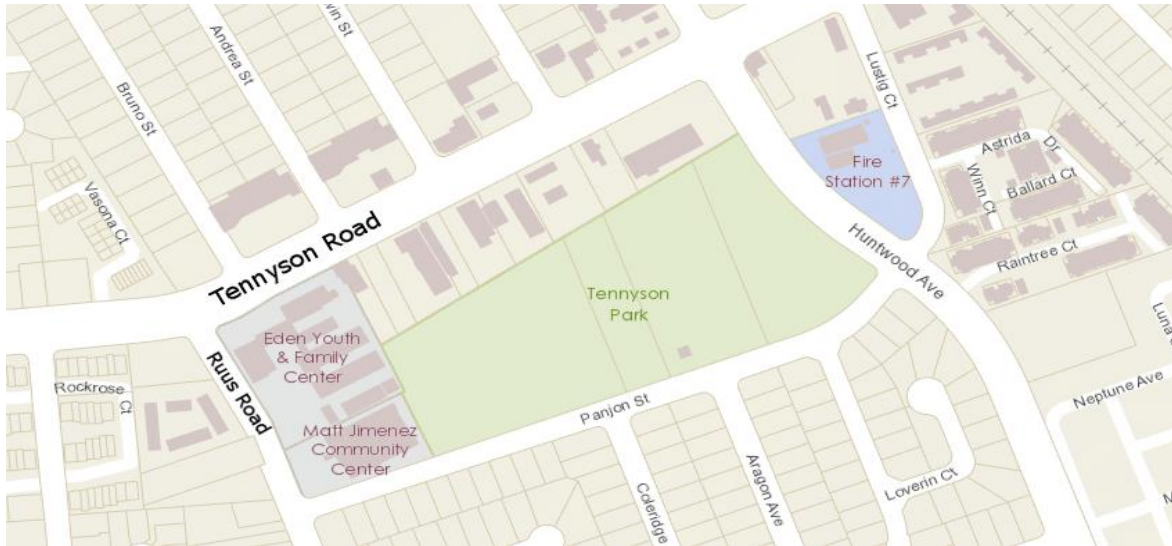 Andrea St
Bruno St
Vasona Ct
Tennyson Road
Lustig Ct
Fire
Station #7
Astrida
Dr
Winn Ct
Ballard Ct
Raintree Ct
Huntwood Ave
Tennyson
Park
Eden Youth
& Family
Center
Ruus Road
Rockrose
Ct
Matt Jimenez
Community
Center
Panjon St
Coleridge
Aragon Ave
Loverin Ct
Neptune Ave